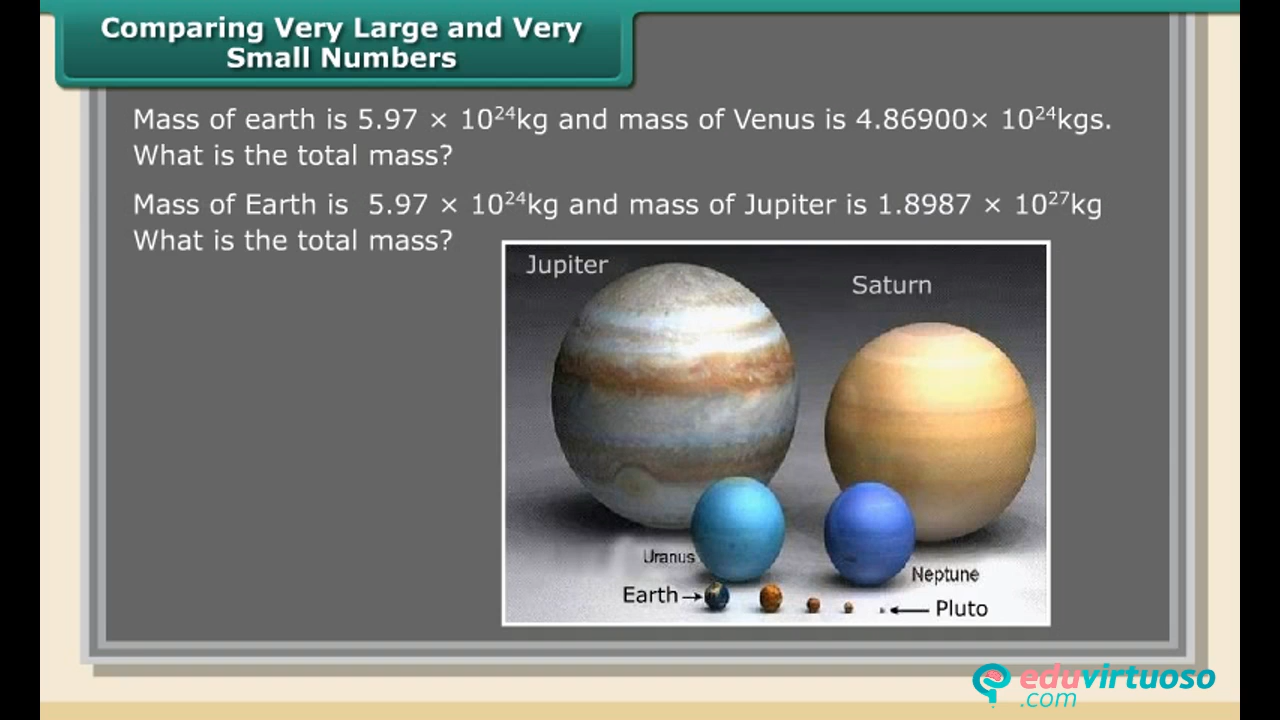 Comparing Very Large and Very
Small Numbers
Mass of earth is 5.97 × 10²⁴kg and mass of Venus is 4.86900× 10²⁴kgs.
What is the total mass?
Mass of Earth is 5.97 × 10²⁴kg and mass of Jupiter is 1.8987 × 10²⁷kg
What is the total mass?
Jupiter
Saturn
Uranus
Neptune
Earth
Pluto
eduvirtuoso
.com